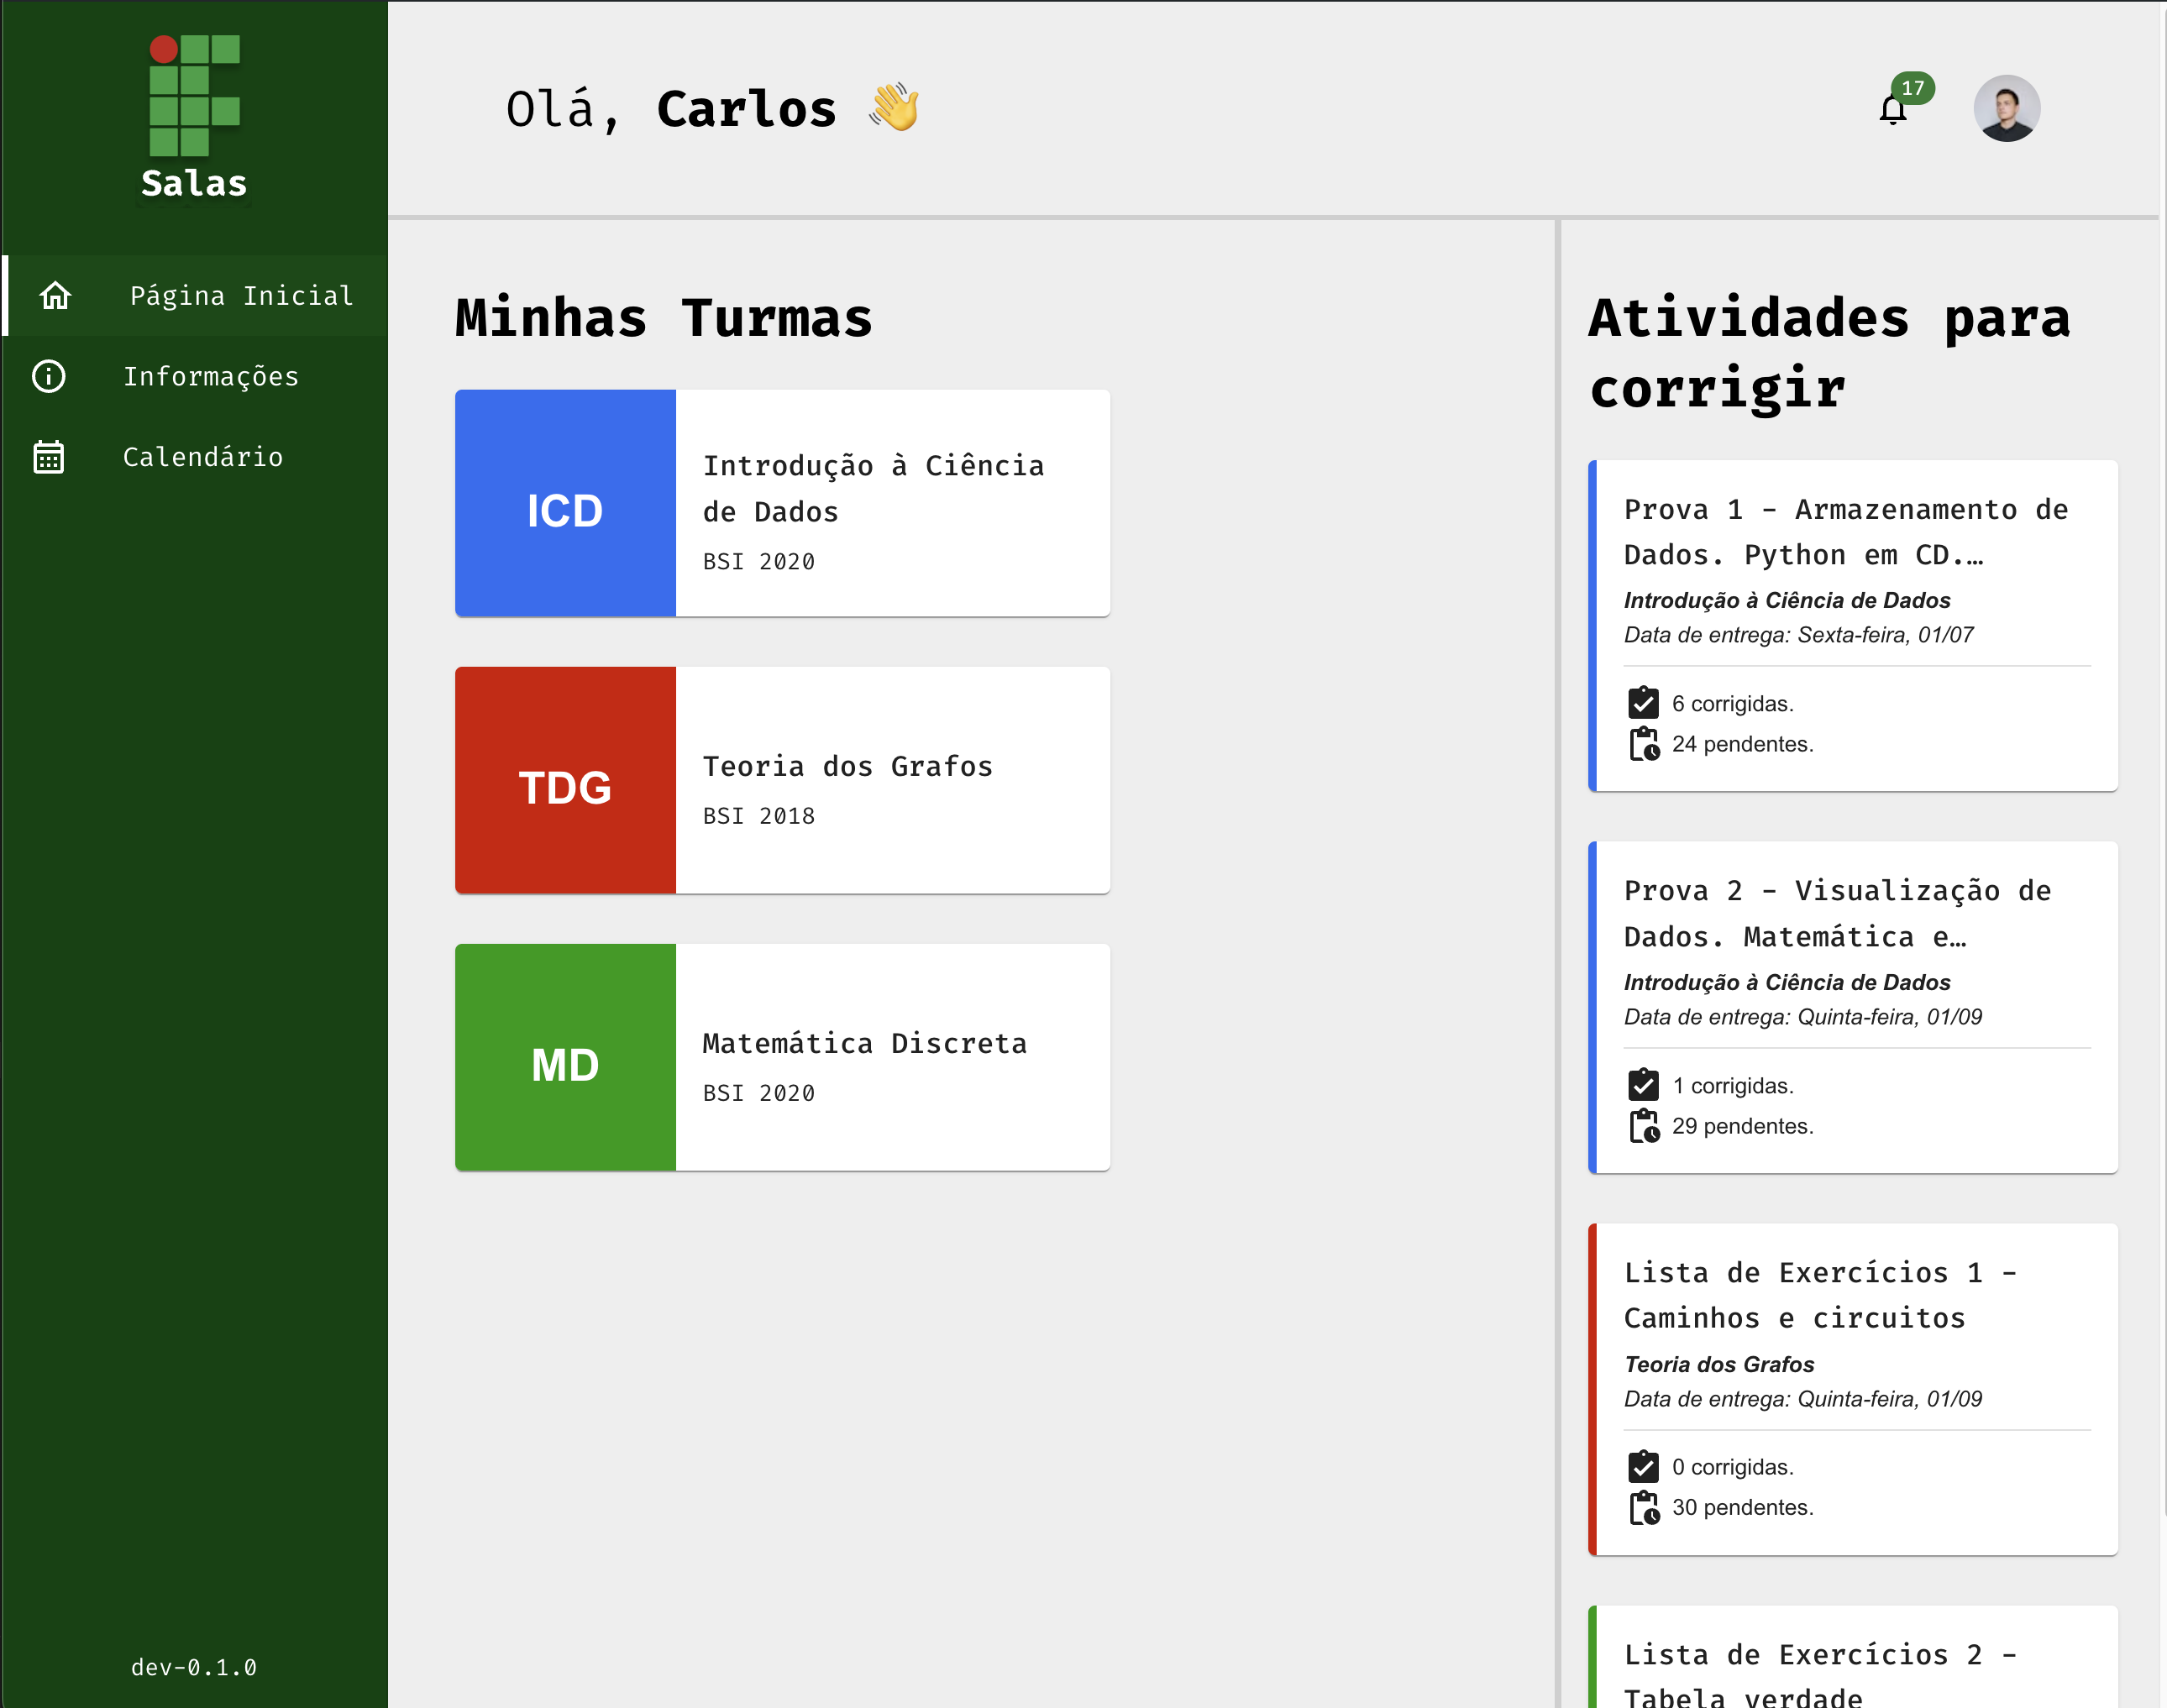 Salas
Página Inicial
Informações
Calendário
dev-0.1.0
Olá, Carlos 👋
17
Minhas Turmas
ICD
Introdução à Ciência
de Dados
BSI 2020
TDG
Teoria dos Grafos
BSI 2018
MD
Matemática Discreta
BSI 2020
Atividades para
corrigir
Prova 1 - Armazenamento de
Dados. Python em CD.…
Introdução à Ciência de Dados
Data de entrega: Sexta-feira, 01/07
6 corrigidas.
24 pendentes.
Prova 2 - Visualização de
Dados. Matemática e…
Introdução à Ciência de Dados
Data de entrega: Quinta-feira, 01/09
1 corrigidas.
29 pendentes.
Lista de Exercícios 1 -
Caminhos e circuitos
Teoria dos Grafos
Data de entrega: Quinta-feira, 01/09
0 corrigidas.
30 pendentes.
Lista de Exercícios 2 -
Tabela verdade